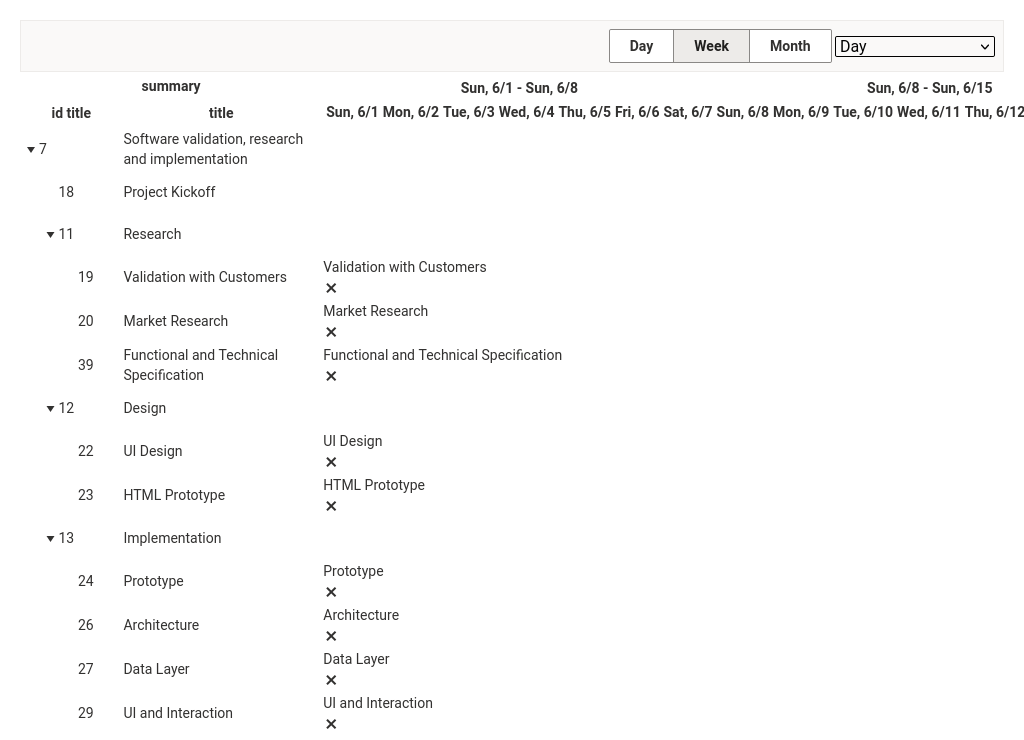 Day Week Month Day
summary Sun, 6/1 - Sun, 6/8 Sun, 6/8 - Sun, 6/15
id title title Sun, 6/1 Mon, 6/2 Tue, 6/3 Wed, 6/4 Thu, 6/5 Fri, 6/6 Sat, 6/7 Sun, 6/8 Mon, 6/9 Tue, 6/10 Wed, 6/11 Thu, 6/12
7 Software validation, research
and implementation
18 Project Kickoff
11 Research
19 Validation with Customers Validation with Customers
20 Market Research Market Research
39 Functional and Technical
Specification Functional and Technical Specification
12 Design
22 UI Design UI Design
23 HTML Prototype HTML Prototype
13 Implementation
24 Prototype Prototype
26 Architecture Architecture
27 Data Layer Data Layer
29 UI and Interaction UI and Interaction